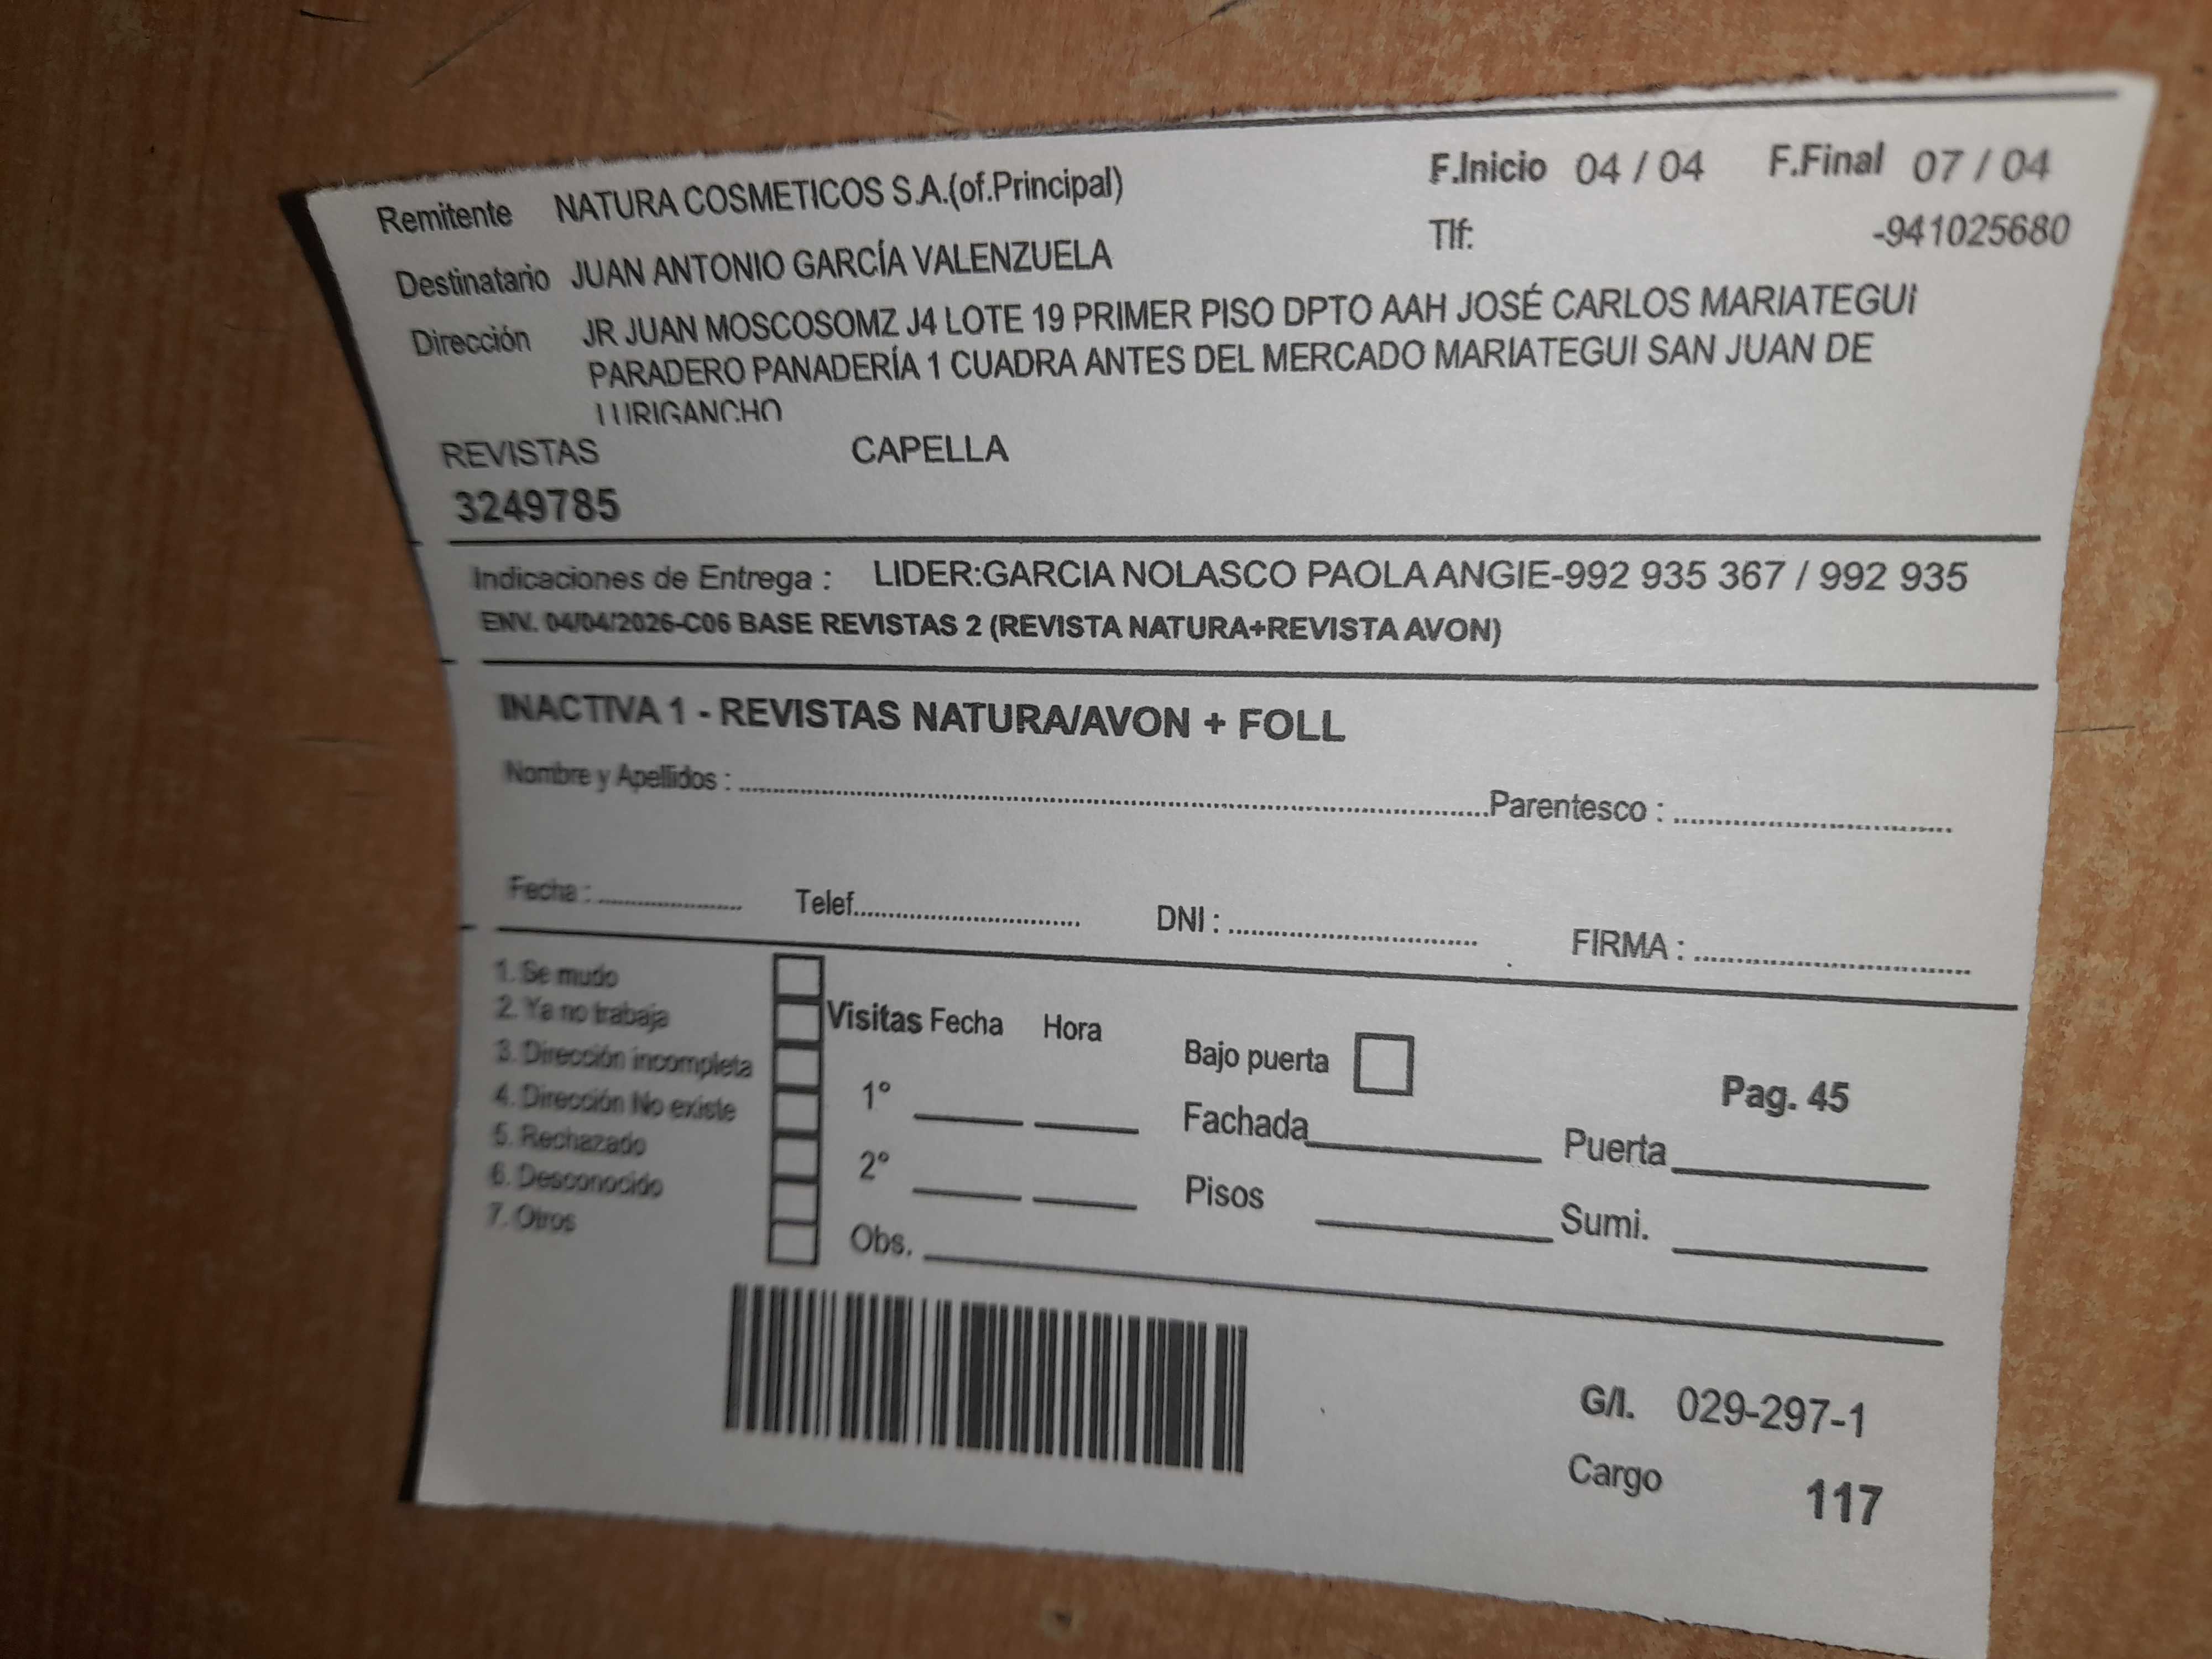 Remitente NATURA COSMETICOS S.A.(of.Principal) F.Inicio 04 / 04 F.Final 07 / 04
Destinatario JUAN ANTONIO GARCÍA VALENZUELA Tlf: -941025680
Dirección JR JUAN MOSCOSOMZ J4 LOTE 19 PRIMER PISO DPTO AAH JOSÉ CARLOS MARIATEGUI
PARADERO PANADERÍA 1 CUADRA ANTES DEL MERCADO MARIATEGUI SAN JUAN DE
LURIGANCHO
REVISTAS CAPELLA
3249785
Indicaciones de Entrega : LIDER:GARCIA NOLASCO PAOLA ANGIE-992 935 367 / 992 935
ENV. 04/04/2026-C06 BASE REVISTAS 2 (REVISTA NATURA+REVISTA AVON)
INACTIVA 1 - REVISTAS NATURA/AVON + FOLL
Nombre y Apellidos : Parentesco :
Fecha : Telef. DNI : FIRMA :
1. Se mudo
2. Ya no trabaja
3. Dirección incompleta
4. Dirección No existe
5. Rechazado
6. Desconocido
7. Otros
Visitas Fecha Hora
1°
2°
Obs.
Bajo puerta
Pag. 45
Fachada Puerta
Pisos Sumi.
G/I. 029-297-1
Cargo 117